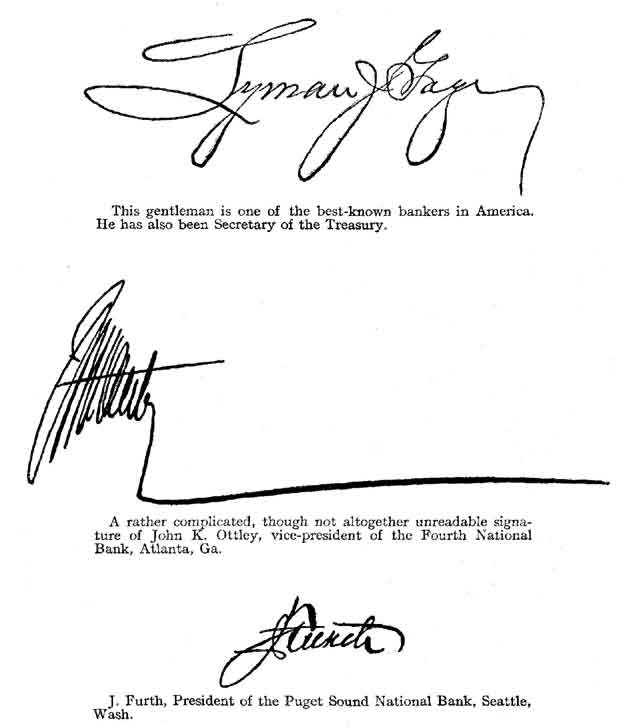 Lyman J Gage
This gentleman is one of the best-known bankers in America.
He has also been Secretary of the Treasury.
A rather complicated, though not altogether unreadable signa-
ture of John K. Ottley, vice-president of the Fourth National
Bank, Atlanta, Ga.
J Furth
J. Furth, President of the Puget Sound National Bank, Seattle,
Wash.